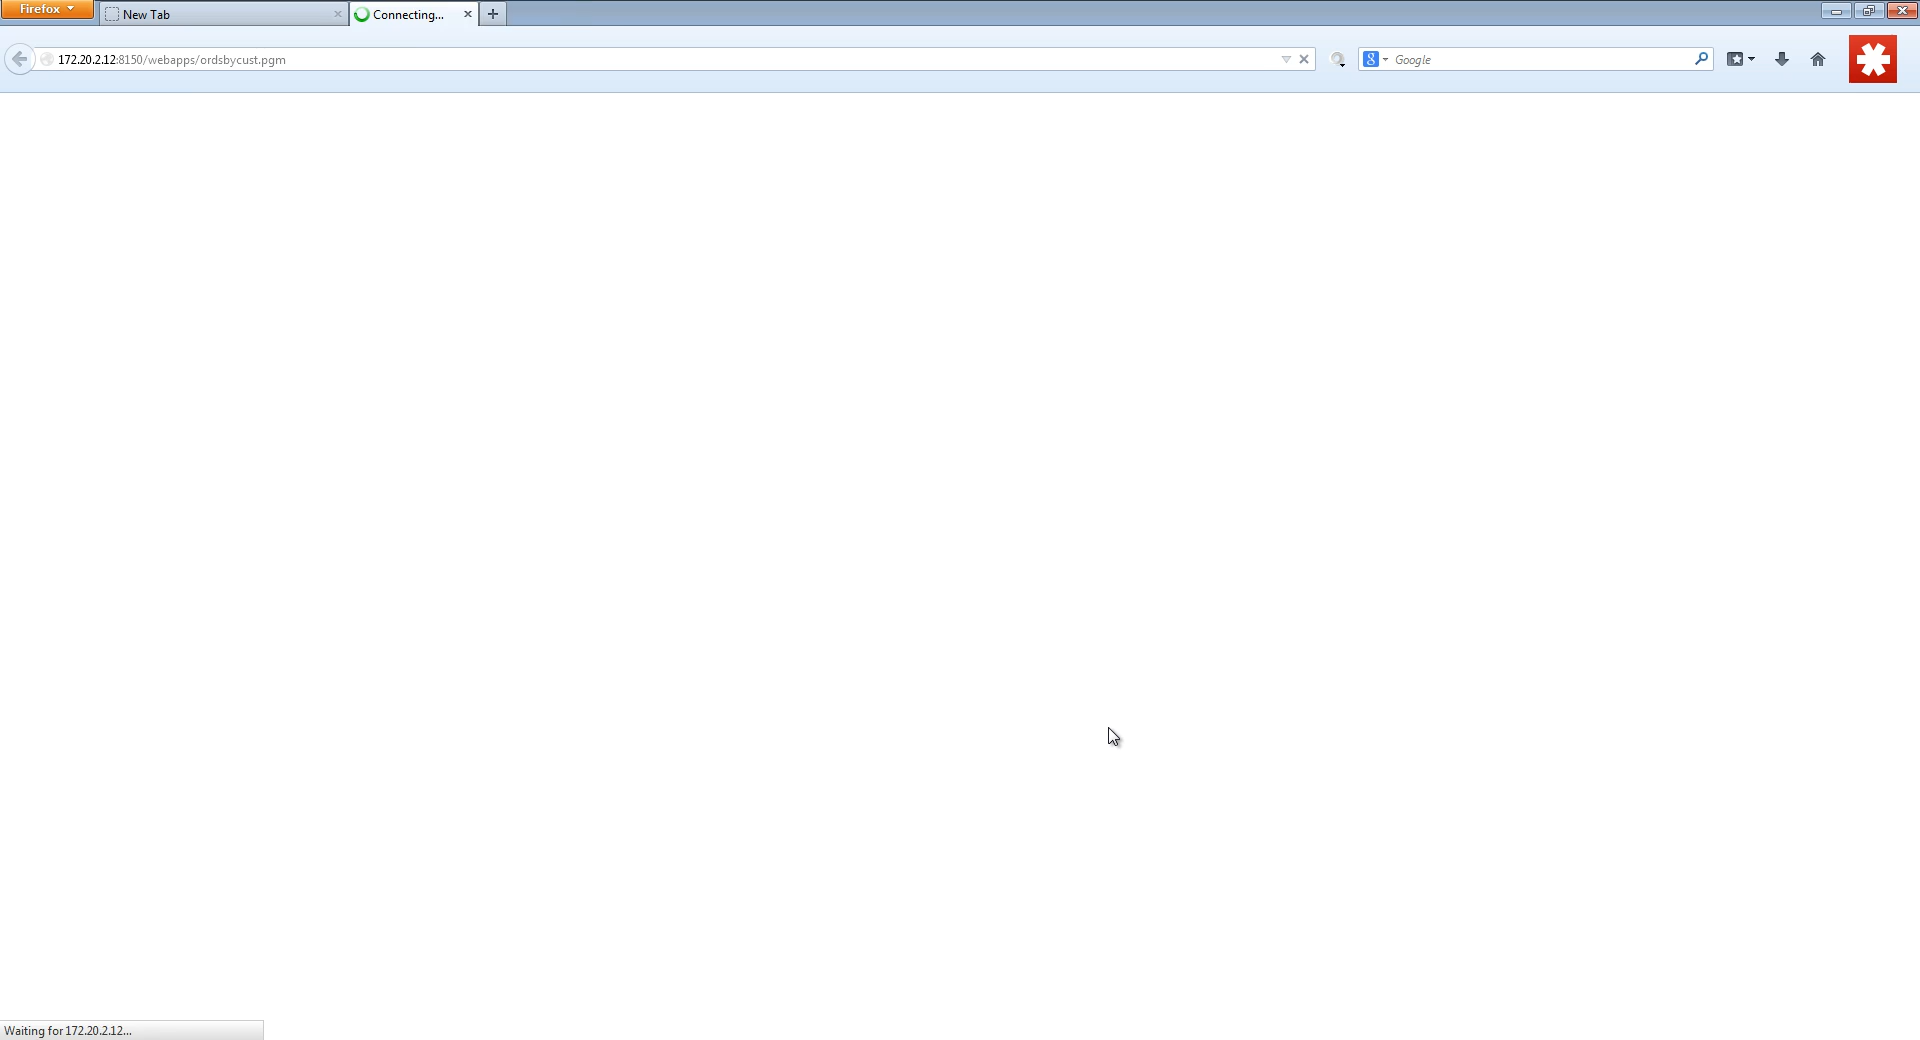 Firefox
New Tab
Connecting...
172.20.2.12:8150/webapps/ordsbycust.pgm
8
Google
Waiting for 172.20.2.12...